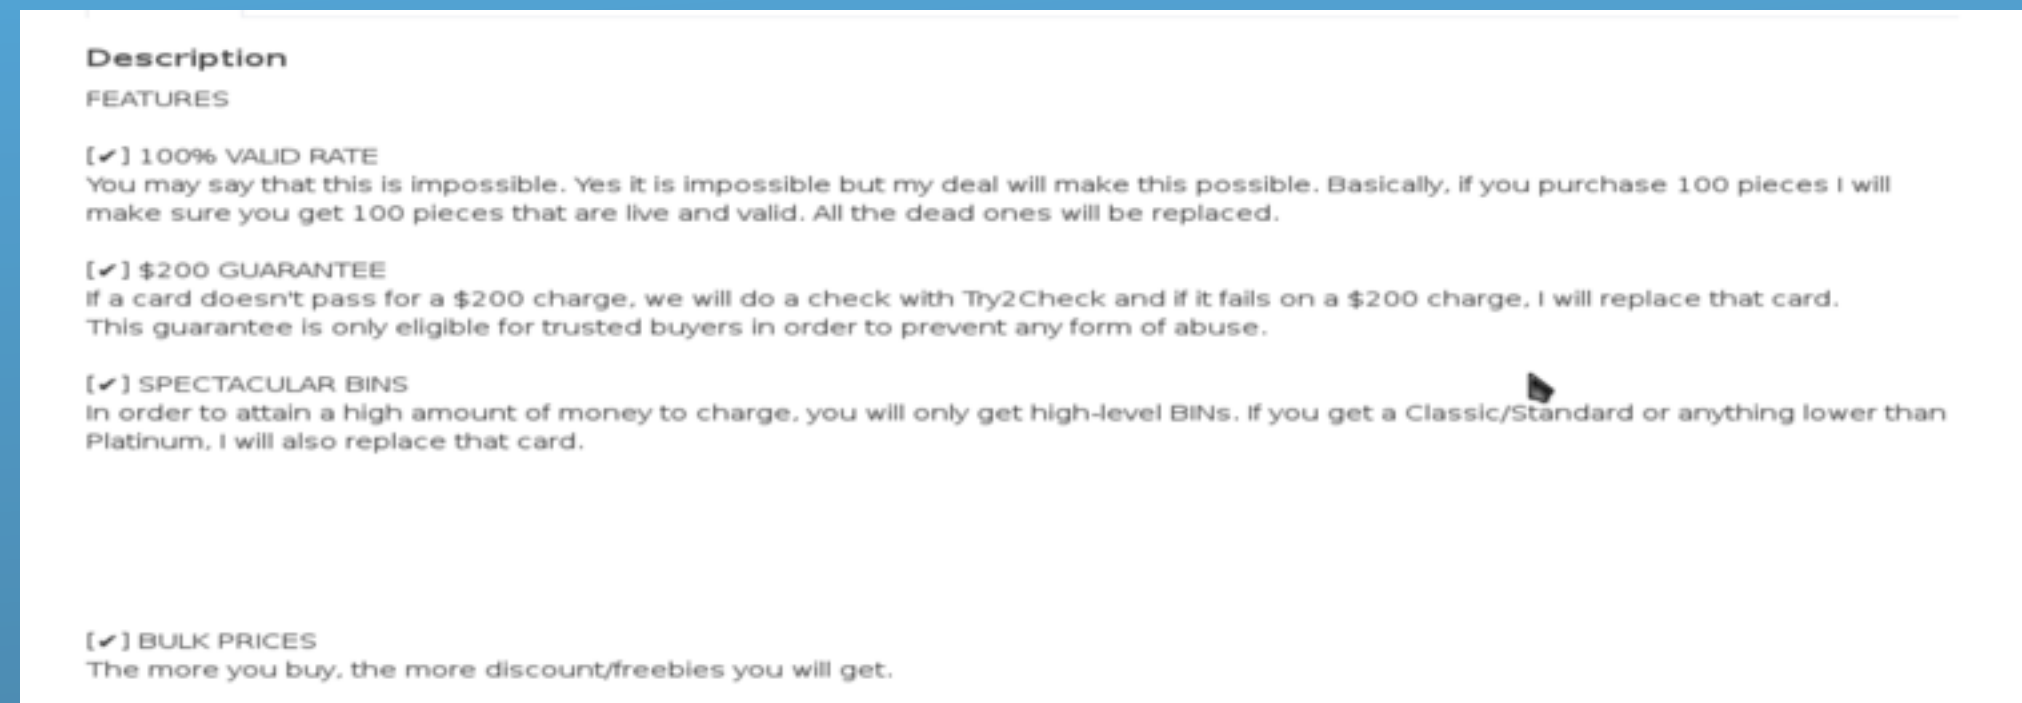 Description
FEATURES
[✔] 100% VALID RATE
You may say that this is impossible. Yes it is impossible but my deal will make this possible. Basically, if you purchase 100 pieces I will
make sure you get 100 pieces that are live and valid. All the dead ones will be replaced.
[✔] $200 GUARANTEE
If a card doesn't pass for a $200 charge, we will do a check with Try2Check and if it fails on a $200 charge, I will replace that card.
This guarantee is only eligible for trusted buyers in order to prevent any form of abuse.
[✔] SPECTACULAR BINS
In order to attain a high amount of money to charge, you will only get high-level BINs. If you get a Classic/Standard or anything lower than
Platinum, I will also replace that card.
[✔] BULK PRICES
The more you buy, the more discount/freebies you will get.